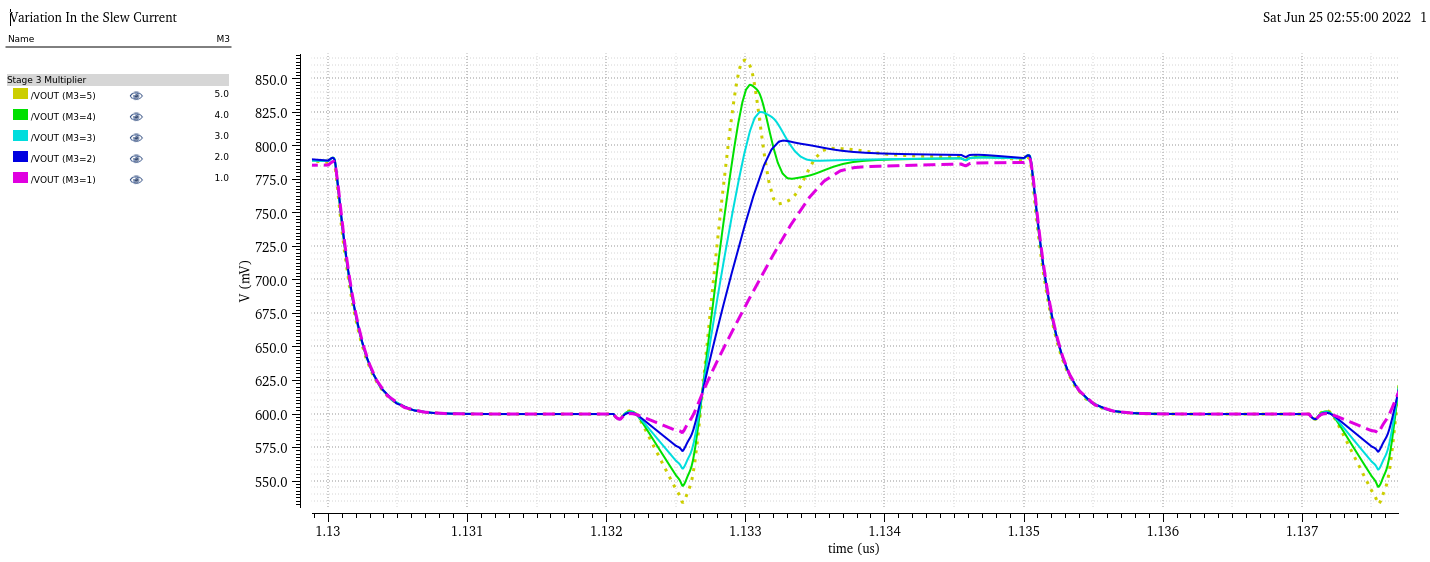 Variation In the Slew Current
Sat Jun 25 02:55:00 2022 1
Name M3
Stage 3 Multiplier
/VOUT (M3=5) 5.0
/VOUT (M3=4) 4.0
/VOUT (M3=3) 3.0
/VOUT (M3=2) 2.0
/VOUT (M3=1) 1.0
V (mV)
850.0
825.0
800.0
775.0
750.0
725.0
700.0
675.0
650.0
625.0
600.0
575.0
550.0
1.13 1.131 1.132 1.133 1.134 1.135 1.136 1.137
time (us)